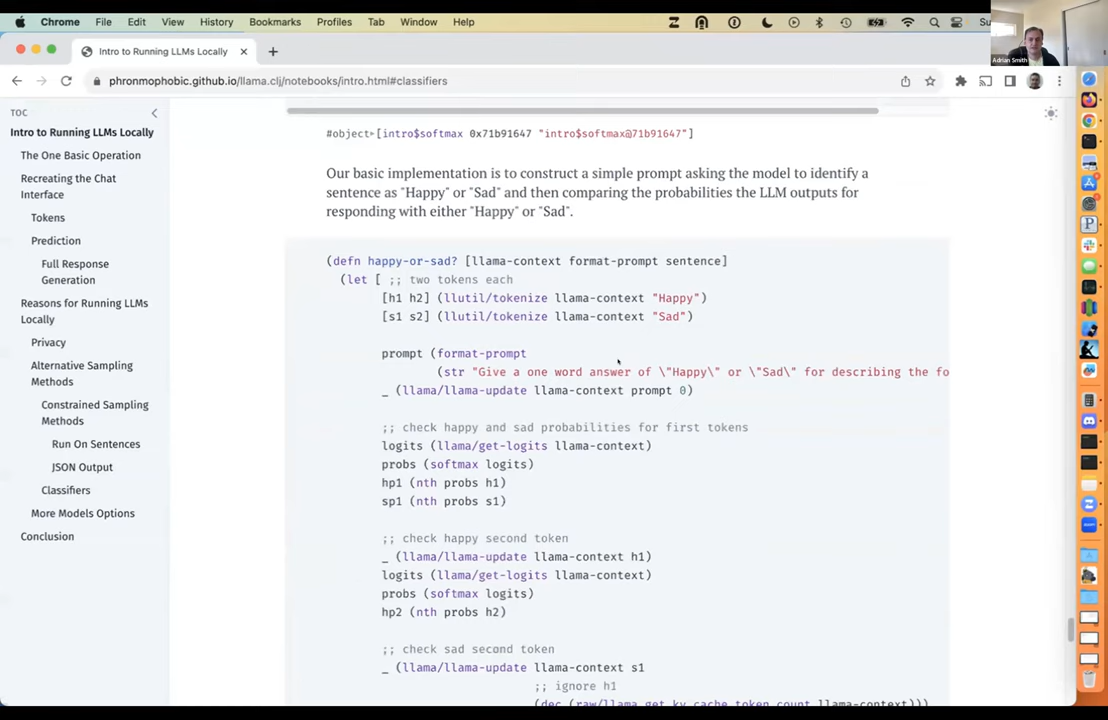 Chrome File Edit View History Bookmarks Profiles Tab Window Help
Adrian Smith
Intro to Running LLMs Locally
phronmophobic.github.io/llama.clj/notebooks/intro.html#classifiers
TOC
Intro to Running LLMs Locally
The One Basic Operation
Recreating the Chat
Interface
Tokens
Prediction
Full Response
Generation
Reasons for Running LLMs
Locally
Privacy
Alternative Sampling
Methods
Constrained Sampling
Methods
Run On Sentences
JSON Output
Classifiers
More Models Options
Conclusion
#object▸[intro$softmax 0x71b91647 "intro$softmax@71b91647"]
Our basic implementation is to construct a simple prompt asking the model to identify a
sentence as "Happy" or "Sad" and then comparing the probabilities the LLM outputs for
responding with either "Happy" or "Sad".
(defn happy-or-sad? [llama-context format-prompt sentence]
(let [ ;; two tokens each
[h1 h2] (llutil/tokenize llama-context "Happy")
[s1 s2] (llutil/tokenize llama-context "Sad")
prompt (format-prompt
(str "Give a one word answer of \"Happy\" or \"Sad\" for describing the fo
_ (llama/llama-update llama-context prompt 0)
;; check happy and sad probabilities for first tokens
logits (llama/get-logits llama-context)
probs (softmax logits)
hp1 (nth probs h1)
sp1 (nth probs s1)
;; check happy second token
_ (llama/llama-update llama-context h1)
logits (llama/get-logits llama-context)
probs (softmax logits)
hp2 (nth probs h2)
;; check sad second token
_ (llama/llama-update llama-context s1
;; ignore h1
(dec (raw/llama_get_kv_cache_token_count llama-context)))